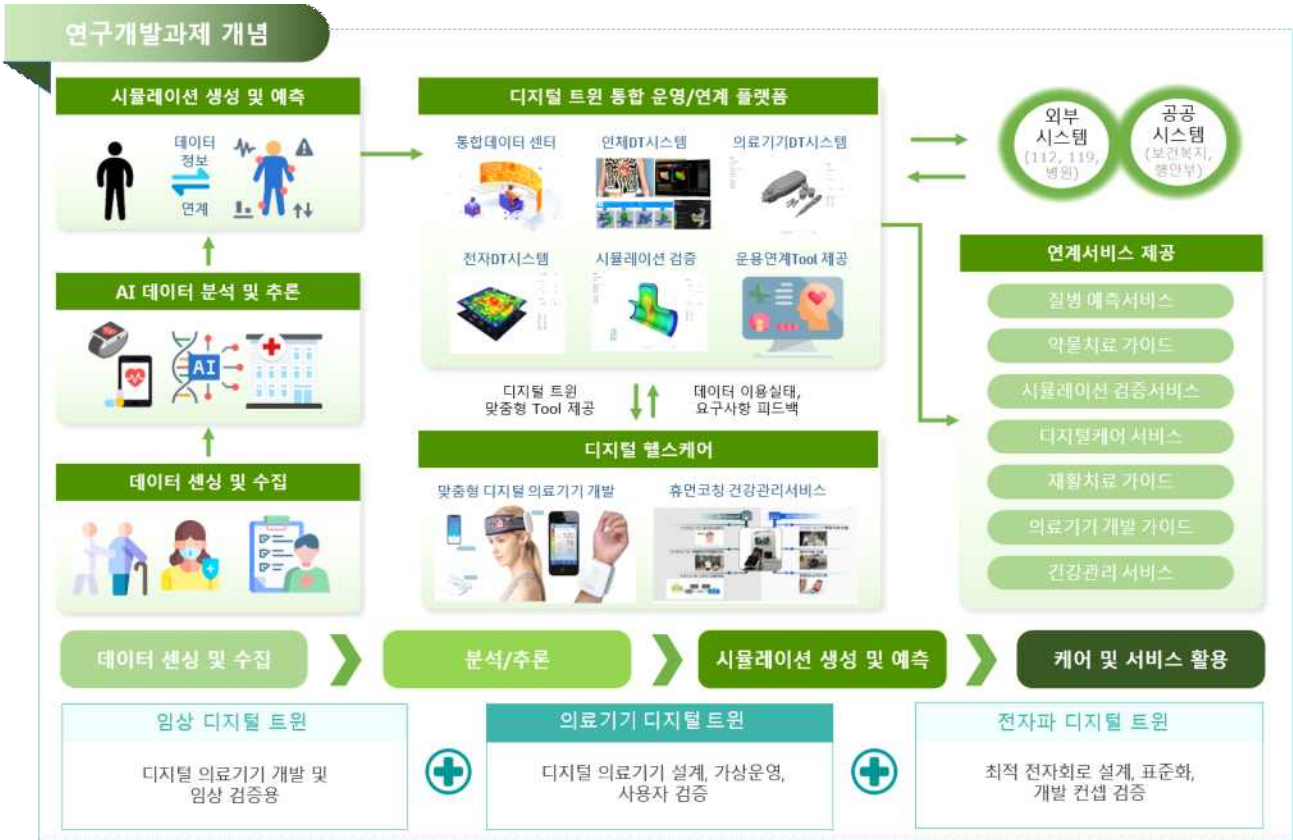 연구개발과제 개념
시뮬레이션 생성 및 예측
데이터
정보
연계
AI 데이터 분석 및 추론
AI
데이터 센싱 및 수집
디지털 트윈 통합 운영/연계 플랫폼
통합데이터 센터
인체DT시스템
의료기기DT시스템
전자DT시스템
시뮬레이션 검증
운용연계Tool 제공
디지털 트윈
맞춤형 Tool 제공
데이터 이용실태,
요구사항 피드백
디지털 헬스케어
맞춤형 디지털 의료기기 개발
휴먼코칭 건강관리서비스
외부
시스템
(112, 119,
병원)
공공
시스템
(보건복지,
행안부)
연계서비스 제공
질병 예측서비스
약물치료 가이드
시뮬레이션 검증서비스
디지털케어 서비스
재활치료 가이드
의료기기 개발 가이드
건강관리 서비스
데이터 센싱 및 수집
분석/추론
시뮬레이션 생성 및 예측
케어 및 서비스 활용
임상 디지털 트윈
디지털 의료기기 개발 및
임상 검증용
의료기기 디지털 트윈
디지털 의료기기 설계, 가상운영,
사용자 검증
전자파 디지털 트윈
최적 전자회로 설계, 표준화,
개발 컨셉 검증